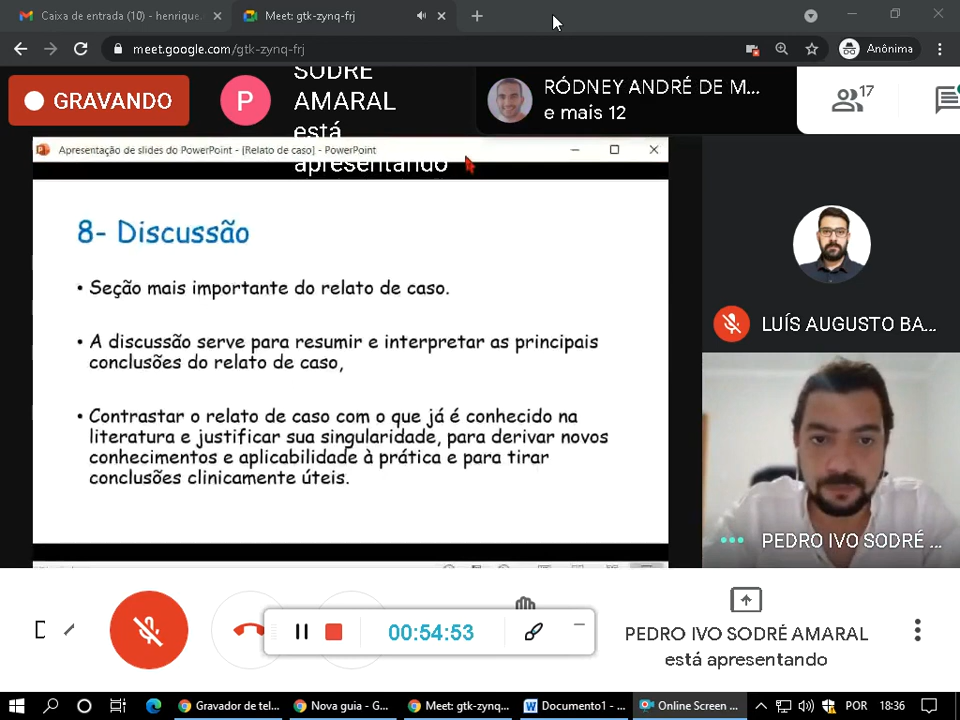 Caixa de entrada (10) - henrique.
Meet: gtk-zynq-frj
meet.google.com/gtk-zynq-frj
Anônima
GRAVANDO
P
SODRÉ
AMARAL
está
apresentando
RÓDNEY ANDRÉ DE M...
e mais 12
17
Apresentação de slides do PowerPoint - [Relato de caso] - PowerPoint
8- Discussão
• Seção mais importante do relato de caso.
• A discussão serve para resumir e interpretar as principais
conclusões do relato de caso,
• Contrastar o relato de caso com o que já é conhecido na
literatura e justificar sua singularidade, para derivar novos
conhecimentos e aplicabilidade à prática e para tirar
conclusões clinicamente úteis.
LUÍS AUGUSTO BA...
PEDRO IVO SODRÉ ...
00:54:53
PEDRO IVO SODRÉ AMARAL
está apresentando
Gravador de tel...
Nova guia - G...
Meet: gtk-zynq...
Documento1 - ...
Online Screen ...
POR
18:36